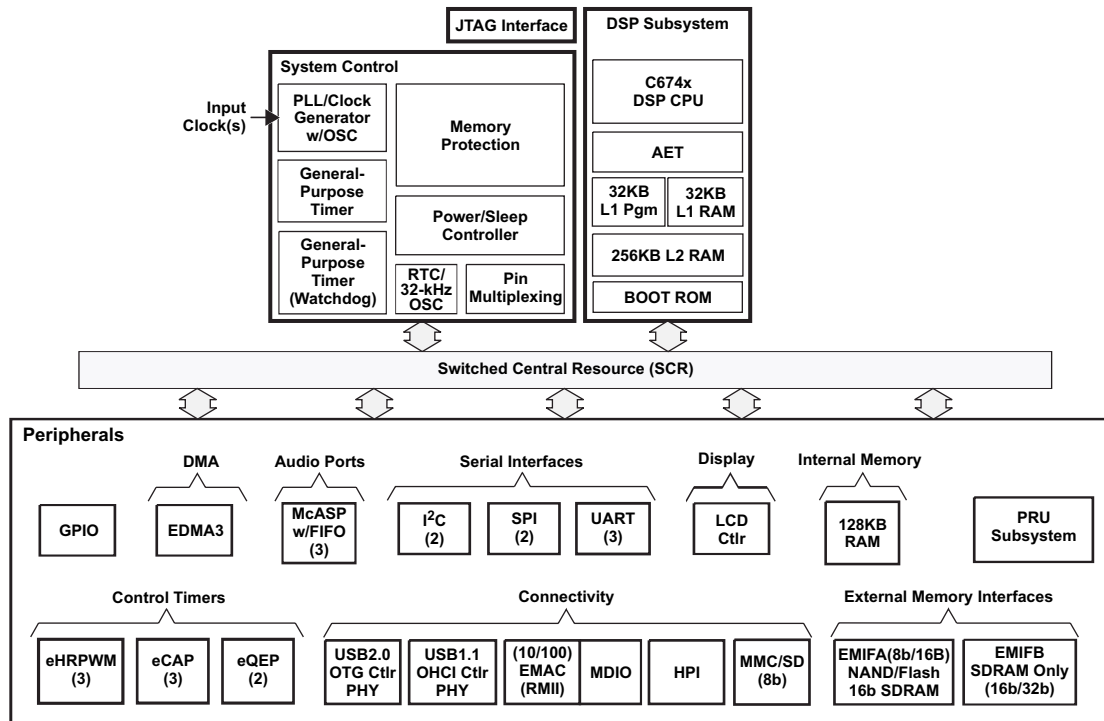 JTAG Interface
DSP Subsystem
System Control
Input
Clock(s)
PLL/Clock
Generator
w/OSC
General-
Purpose
Timer
General-
Purpose
Timer
(Watchdog)
Memory
Protection
Power/Sleep
Controller
RTC/
32-kHz
OSC
Pin
Multiplexing
C674x
DSP CPU
AET
32KB
L1 Pgm
32KB
L1 RAM
256KB L2 RAM
BOOT ROM
Switched Central Resource (SCR)
Peripherals
DMA
Audio Ports
Serial Interfaces
Display
Internal Memory
GPIO
EDMA3
McASP
w/FIFO
(3)
I²C
(2)
SPI
(2)
UART
(3)
LCD
Ctlr
128KB
RAM
PRU
Subsystem
Control Timers
Connectivity
External Memory Interfaces
eHRPWM
(3)
eCAP
(3)
eQEP
(2)
USB2.0
OTG Ctlr
PHY
USB1.1
OHCI Ctlr
PHY
(10/100)
EMAC
(RMII)
MDIO
HPI
MMC/SD
(8b)
EMIFA(8b/16B)
NAND/Flash
16b SDRAM
EMIFB
SDRAM Only
(16b/32b)